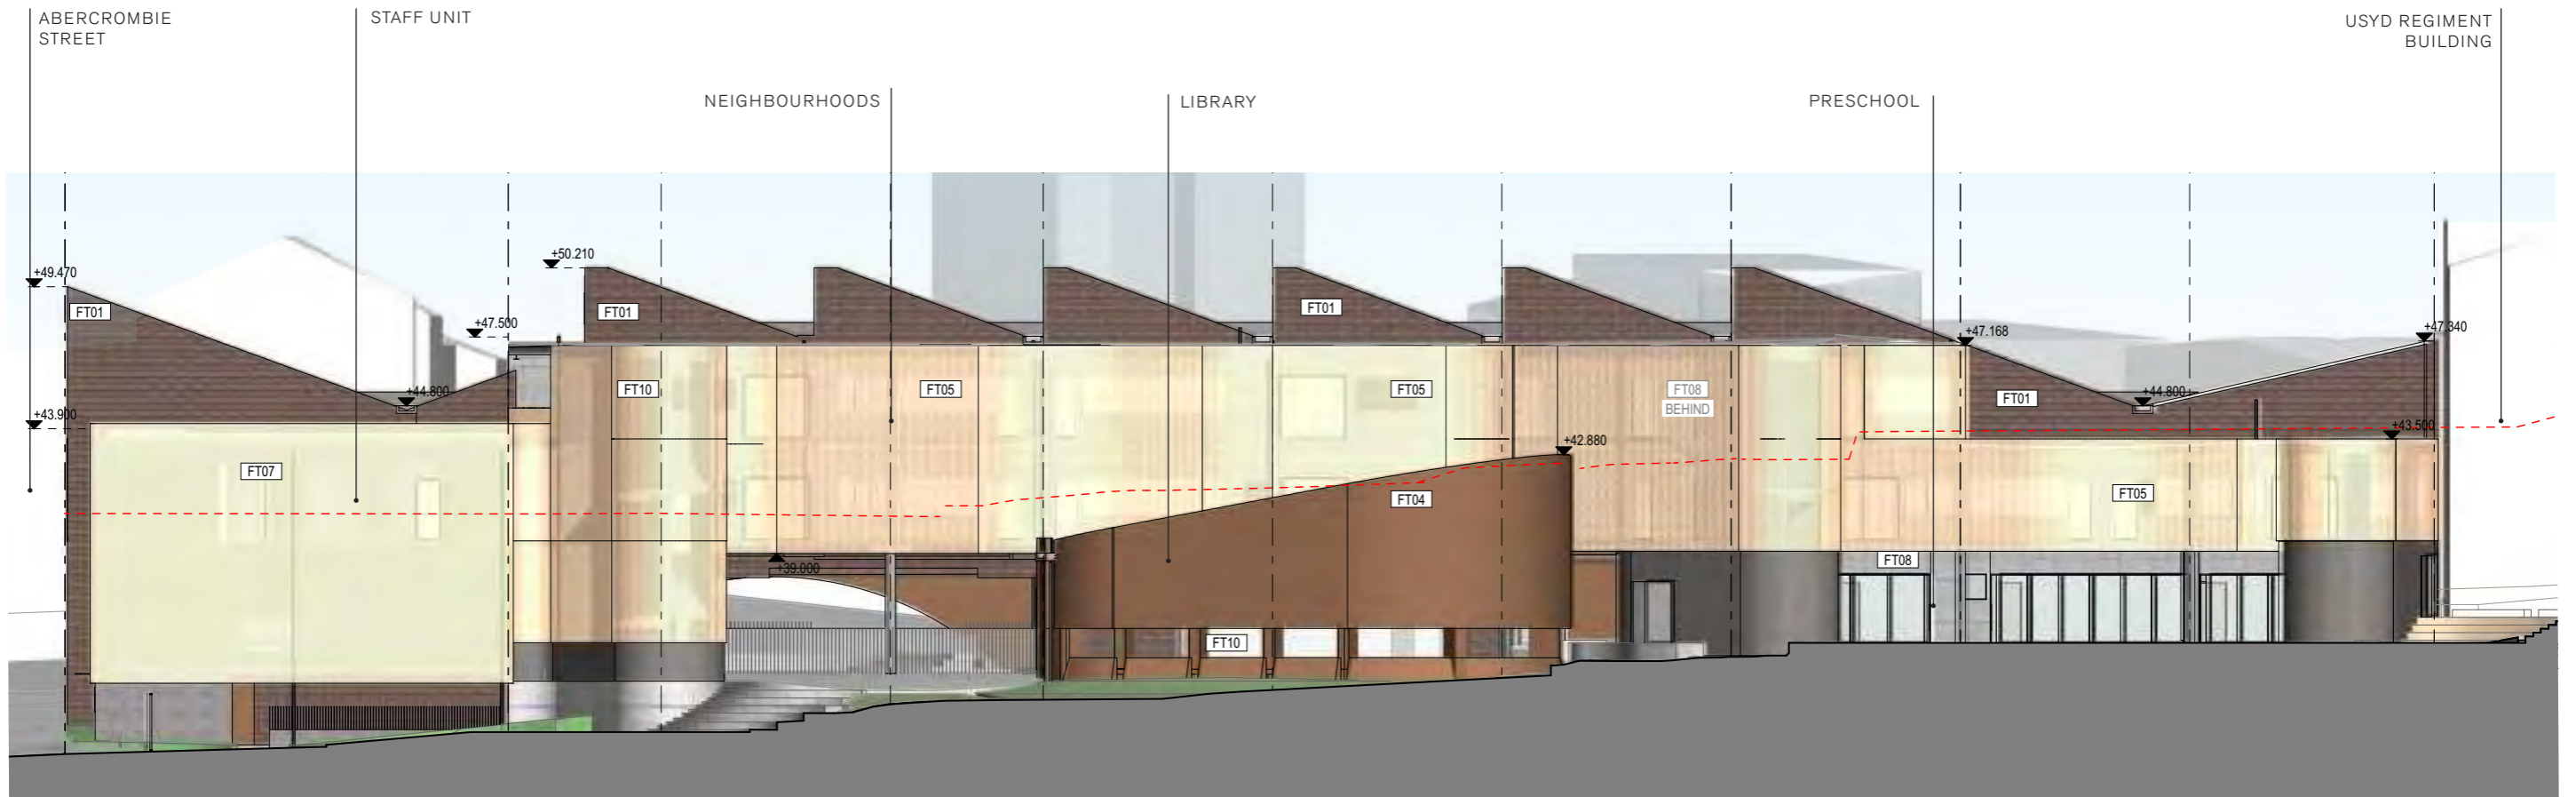 ABERCROMBIE
STREET
STAFF UNIT
USYD REGIMENT
BUILDING
NEIGHBOURHOODS
LIBRARY
PRESCHOOL
+50.210
+49.470
FT01
FT01
FT01
+47.500
+47.168
+47.340
FT10
FT05
FT05
FT08
BEHIND
+44.800
+44.800
FT01
+43.900
+43.500
+42.880
FT07
FT04
FT05
+39.000
FT08
FT10